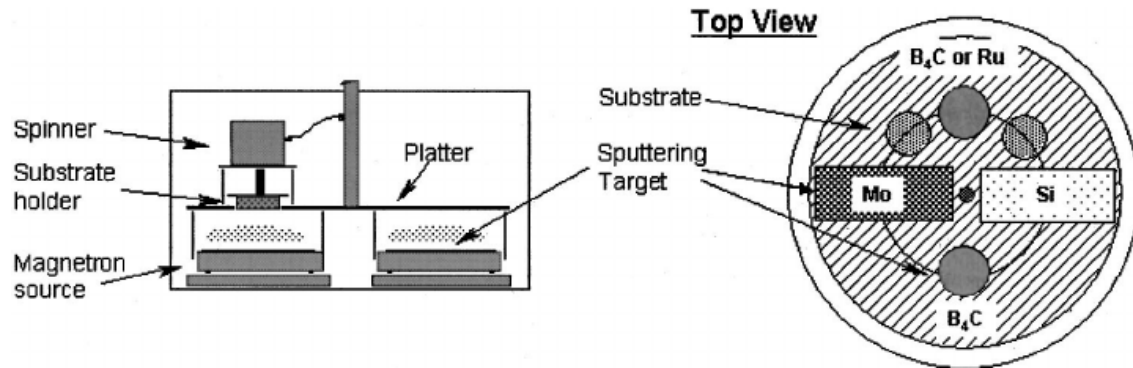 Top View
B₄C or Ru
Substrate
Spinner
Platter
Sputtering
Target
Substrate
holder
Mo
Si
Magnetron
source
B₄C